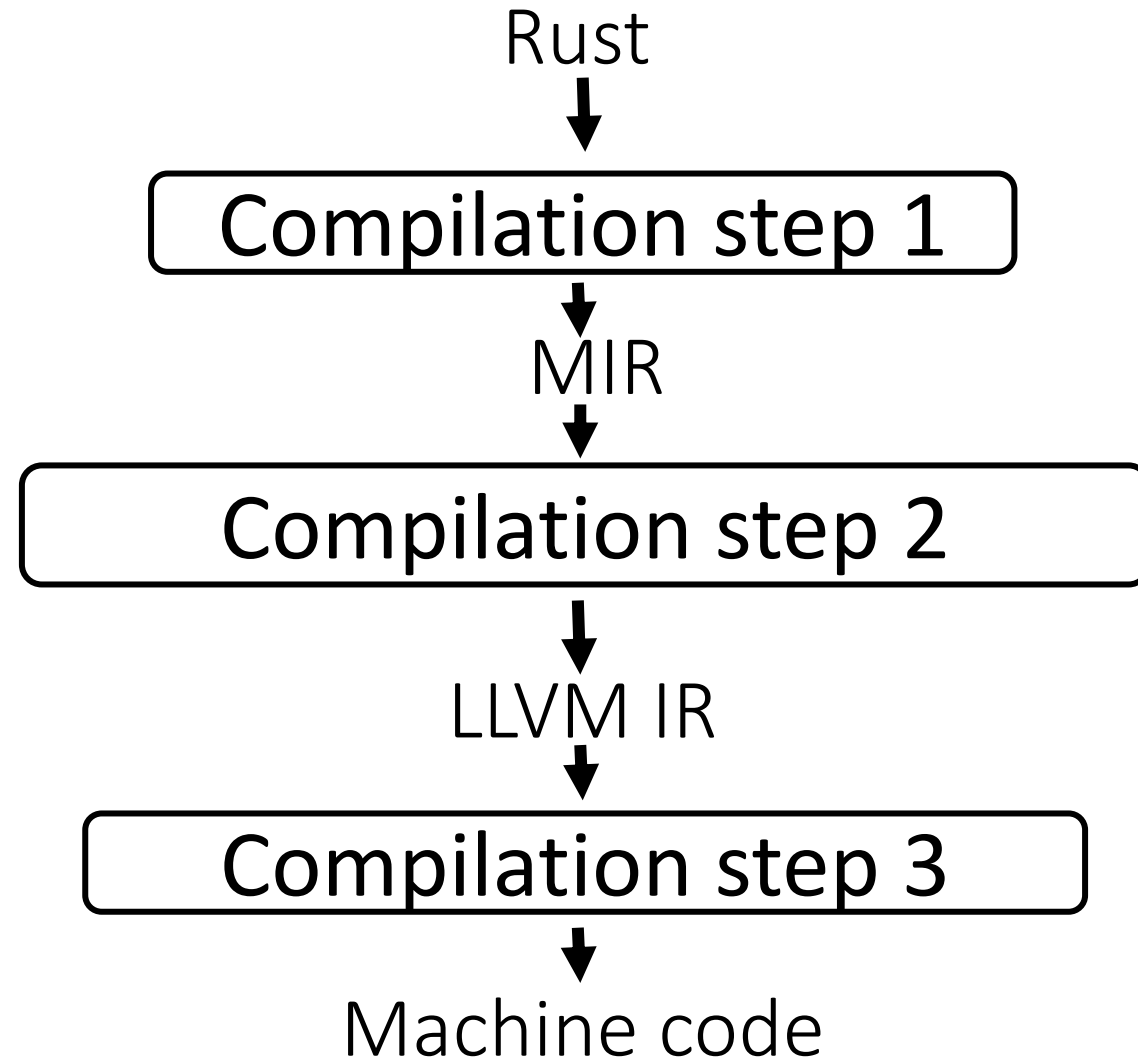 Rust
Compilation step 1
MIR
Compilation step 2
LLVM IR
Compilation step 3
Machine code